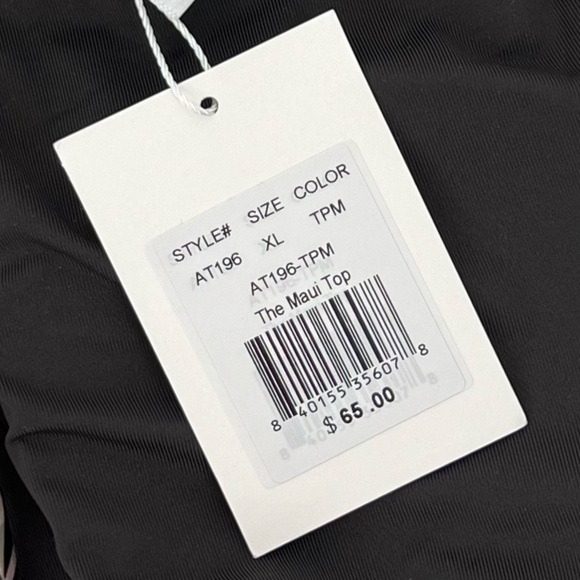 STYLE# SIZE COLOR
AT196 XL TPM
AT196-TPM
The Maui Top
8 40155 35607 8
$ 65.00